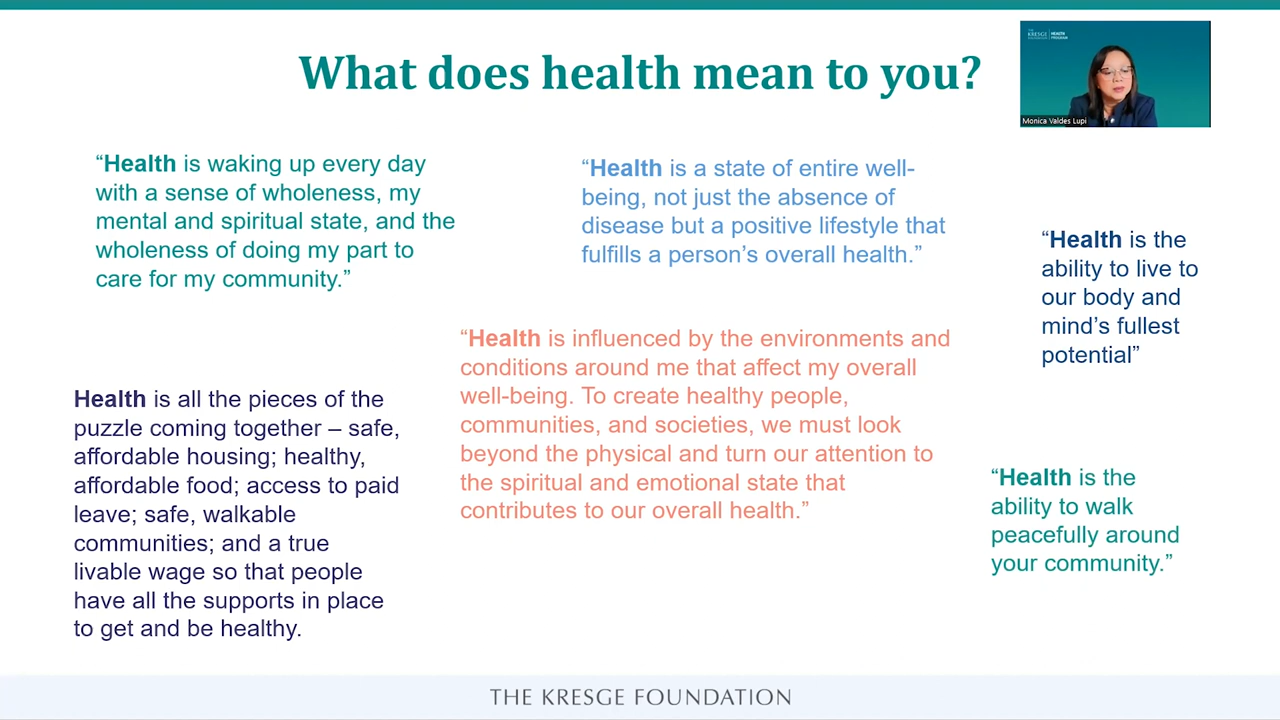 What does health mean to you?
THE KRESGE FOUNDATION | HEALTH PROGRAM
Monica Valdes Lupi
“Health is waking up every day
with a sense of wholeness, my
mental and spiritual state, and the
wholeness of doing my part to
care for my community.”
“Health is a state of entire well-
being, not just the absence of
disease but a positive lifestyle that
fulfills a person’s overall health.”
“Health is the
ability to live to
our body and
mind’s fullest
potential”
“Health is influenced by the environments and
conditions around me that affect my overall
well-being. To create healthy people,
communities, and societies, we must look
beyond the physical and turn our attention to
the spiritual and emotional state that
contributes to our overall health.”
Health is all the pieces of the
puzzle coming together – safe,
affordable housing; healthy,
affordable food; access to paid
leave; safe, walkable
communities; and a true
livable wage so that people
have all the supports in place
to get and be healthy.
“Health is the
ability to walk
peacefully around
your community.”
THE KRESGE FOUNDATION